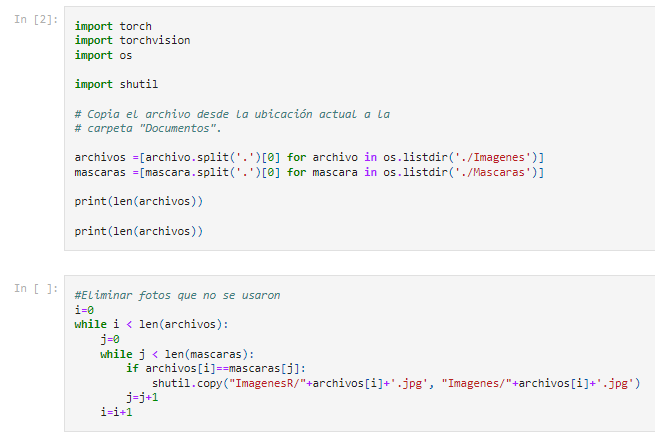 In [2]:
import torch
import torchvision
import os
import shutil
# Copia el archivo desde la ubicación actual a la
# carpeta "Documentos".
archivos =[archivo.split('.')[0] for archivo in os.listdir('./Imagenes')]
mascaras =[mascara.split('.')[0] for mascara in os.listdir('./Mascaras')]
print(len(archivos))
print(len(archivos))
In [ ]:
#Eliminar fotos que no se usaron
i=0
while i < len(archivos):
    j=0
    while j < len(mascaras):
        if archivos[i]==mascaras[j]:
            shutil.copy("ImagenesR/"+archivos[i]+'.jpg', "Imagenes/"+archivos[i]+'.jpg')
        j=j+1
    i=i+1